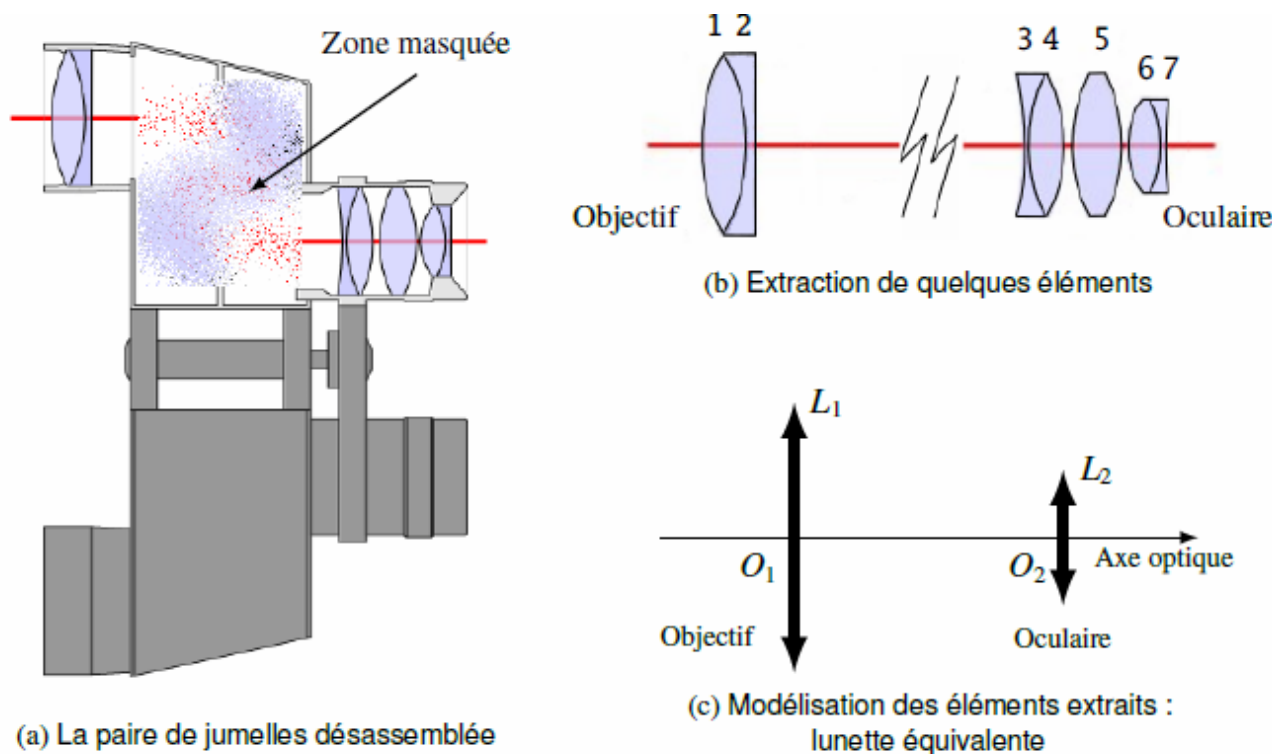 Zone masquée
(a) La paire de jumelles désassemblée
1 2
3 4
5
6 7
Objectif
Oculaire
(b) Extraction de quelques éléments
L1
L2
O1
O2
Axe optique
Objectif
Oculaire
(c) Modélisation des éléments extraits :
lunette équivalente